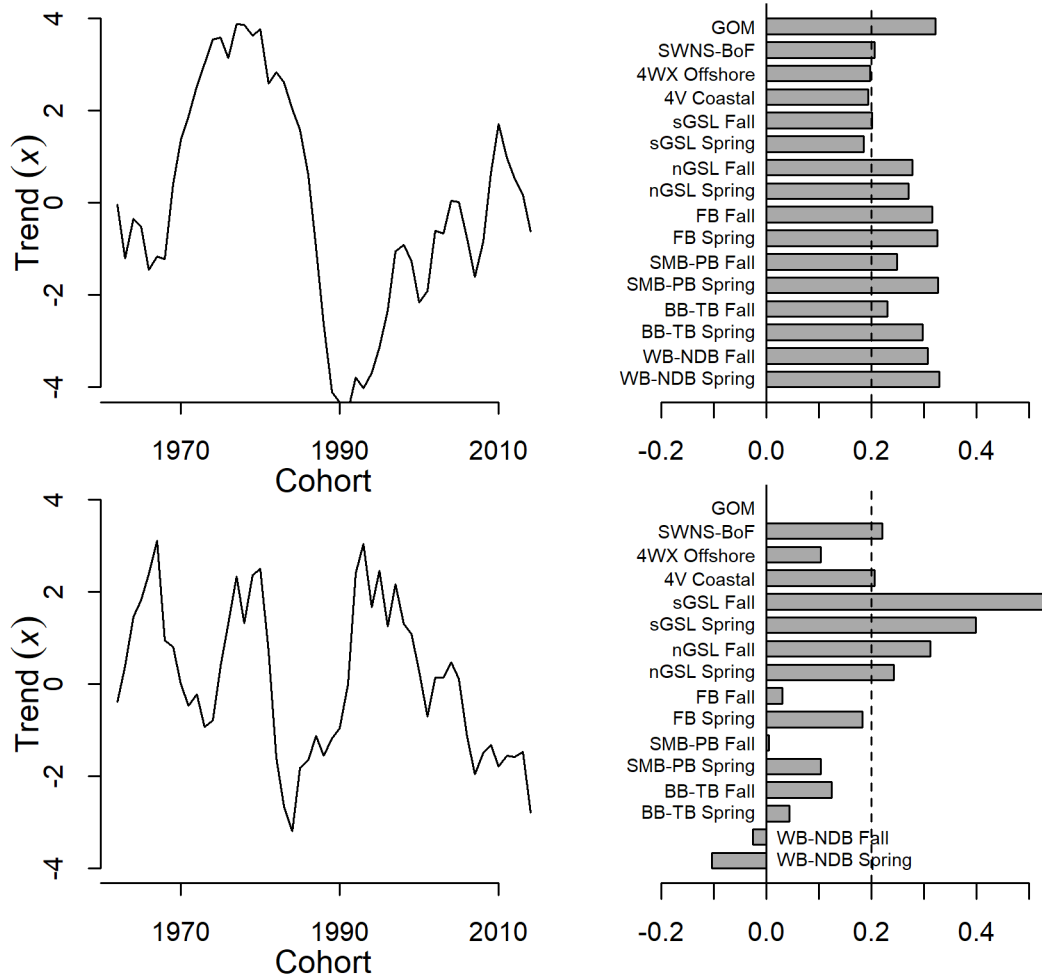 4
2
0
-2
-4
Trend (x)
1970
1990
2010
Cohort
GOM
SWNS-BoF
4WX Offshore
4V Coastal
sGSL Fall
sGSL Spring
nGSL Fall
nGSL Spring
FB Fall
FB Spring
SMB-PB Fall
SMB-PB Spring
BB-TB Fall
BB-TB Spring
WB-NDB Fall
WB-NDB Spring
-0.2
0.0
0.2
0.4
4
2
0
-2
-4
Trend (x)
1970
1990
2010
Cohort
GOM
SWNS-BoF
4WX Offshore
4V Coastal
sGSL Fall
sGSL Spring
nGSL Fall
nGSL Spring
FB Fall
FB Spring
SMB-PB Fall
SMB-PB Spring
BB-TB Fall
BB-TB Spring
WB-NDB Fall
WB-NDB Spring
-0.2
0.0
0.2
0.4